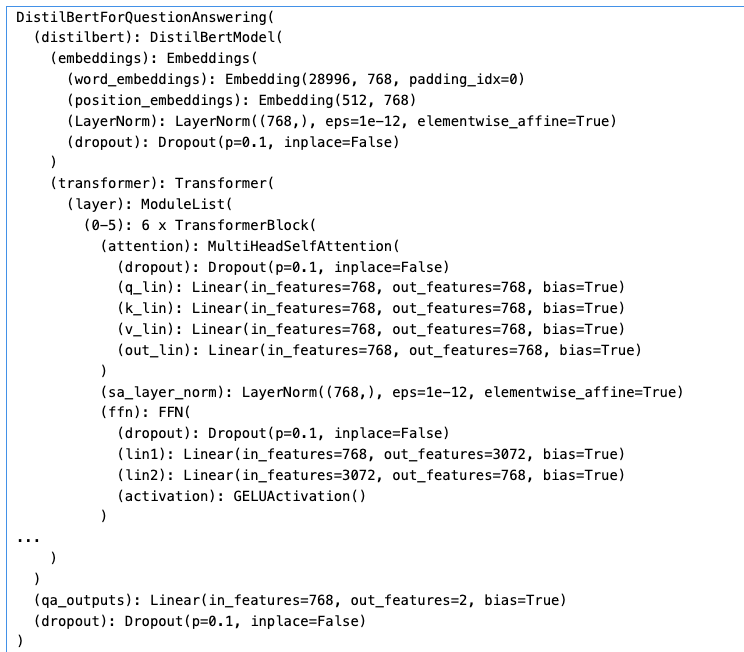 DistilBertForQuestionAnswering(
  (distilbert): DistilBertModel(
    (embeddings): Embeddings(
      (word_embeddings): Embedding(28996, 768, padding_idx=0)
      (position_embeddings): Embedding(512, 768)
      (LayerNorm): LayerNorm((768,), eps=1e-12, elementwise_affine=True)
      (dropout): Dropout(p=0.1, inplace=False)
    )
    (transformer): Transformer(
      (layer): ModuleList(
        (0-5): 6 x TransformerBlock(
          (attention): MultiHeadSelfAttention(
            (dropout): Dropout(p=0.1, inplace=False)
            (q_lin): Linear(in_features=768, out_features=768, bias=True)
            (k_lin): Linear(in_features=768, out_features=768, bias=True)
            (v_lin): Linear(in_features=768, out_features=768, bias=True)
            (out_lin): Linear(in_features=768, out_features=768, bias=True)
          )
          (sa_layer_norm): LayerNorm((768,), eps=1e-12, elementwise_affine=True)
          (ffn): FFN(
            (dropout): Dropout(p=0.1, inplace=False)
            (lin1): Linear(in_features=768, out_features=3072, bias=True)
            (lin2): Linear(in_features=3072, out_features=768, bias=True)
            (activation): GELUActivation()
          )
...
    )
  )
  (qa_outputs): Linear(in_features=768, out_features=2, bias=True)
  (dropout): Dropout(p=0.1, inplace=False)
)